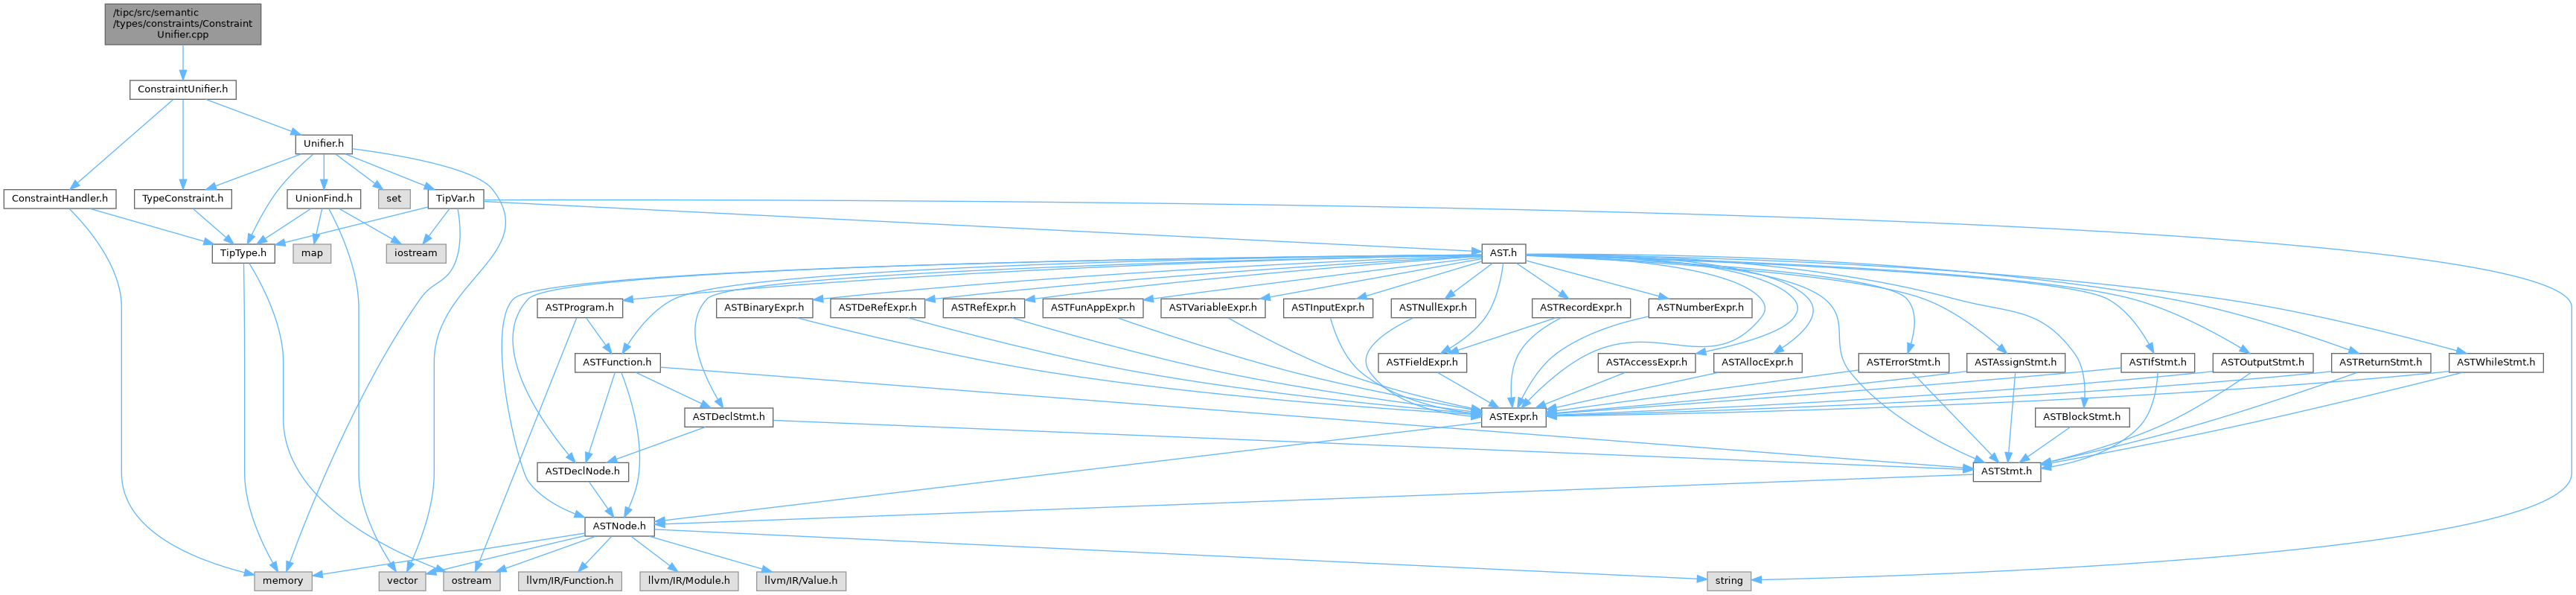 /tipc/src/semantic
/types/constraints/Constraint
Unifier.cpp
ConstraintUnifier.h
Unifier.h
ConstraintHandler.h
TypeConstraint.h
UnionFind.h
set
TipVar.h
TipType.h
map
iostream
AST.h
ASTProgram.h
ASTBinaryExpr.h
ASTDeRefExpr.h
ASTRefExpr.h
ASTFunAppExpr.h
ASTVariableExpr.h
ASTInputExpr.h
ASTNullExpr.h
ASTRecordExpr.h
ASTNumberExpr.h
ASTFunction.h
ASTFieldExpr.h
ASTAccessExpr.h
ASTAllocExpr.h
ASTErrorStmt.h
ASTAssignStmt.h
ASTIfStmt.h
ASTOutputStmt.h
ASTReturnStmt.h
ASTWhileStmt.h
ASTDeclStmt.h
ASTExpr.h
ASTBlockStmt.h
ASTDeclNode.h
ASTStmt.h
ASTNode.h
memory
vector
ostream
llvm/IR/Function.h
llvm/IR/Module.h
llvm/IR/Value.h
string